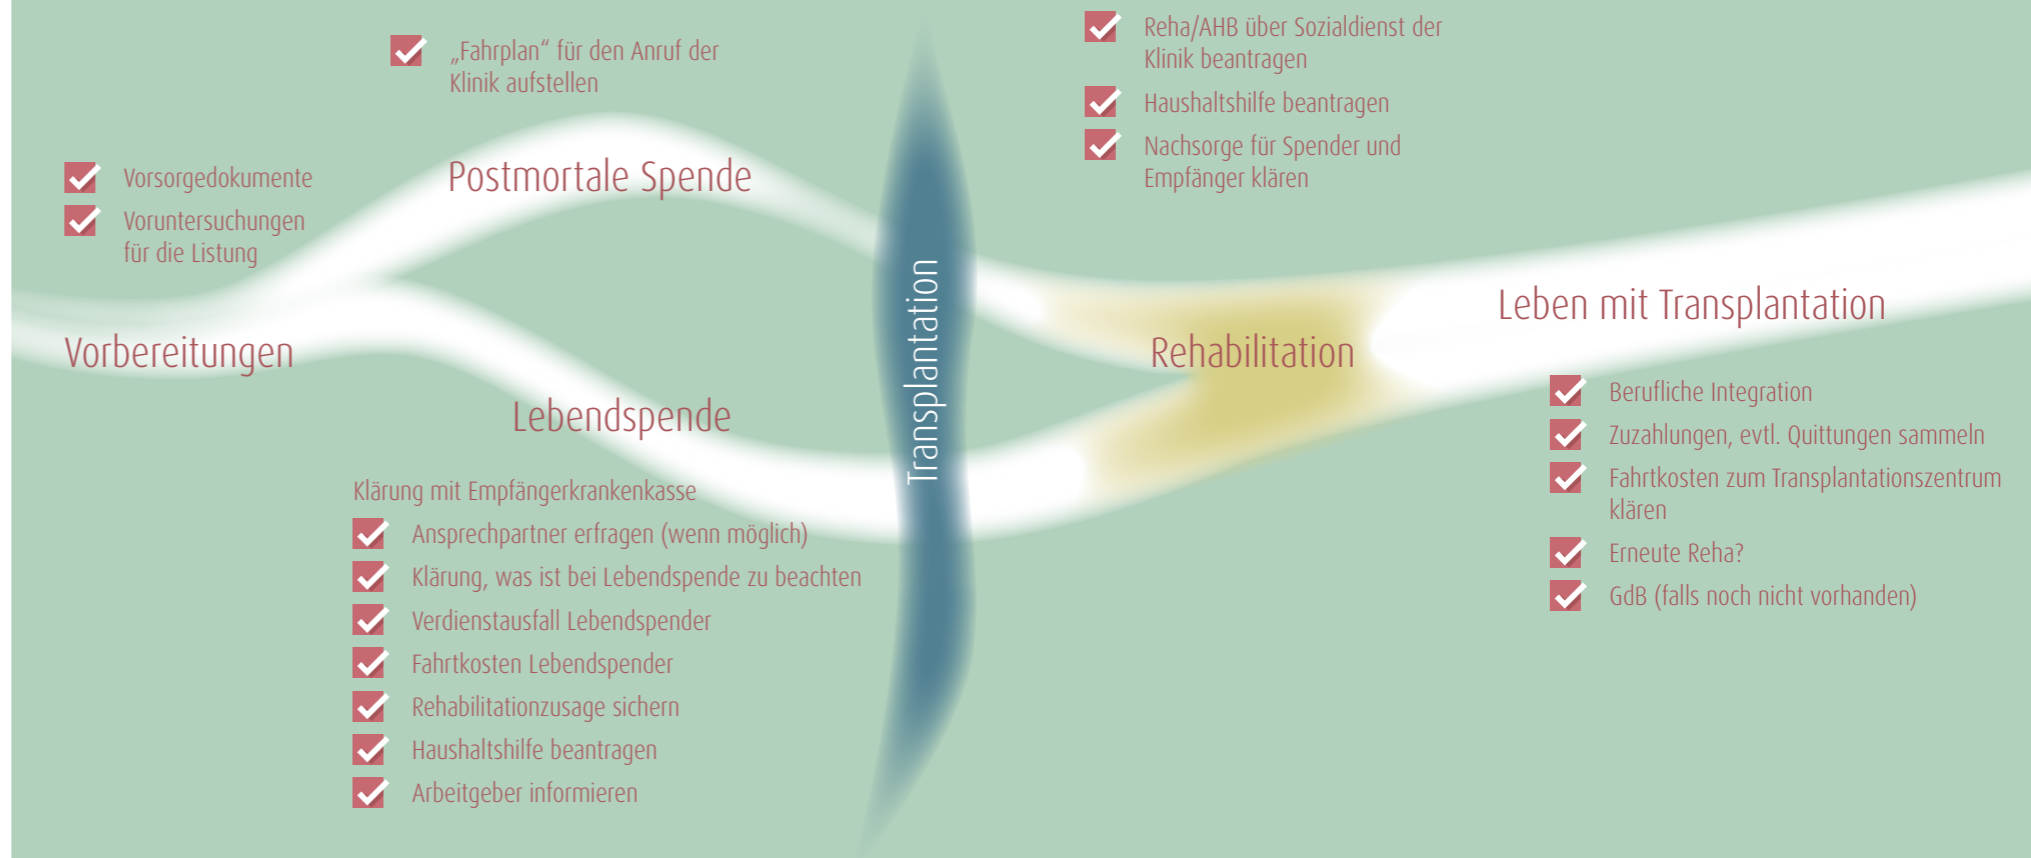 Vorsorgedokumente
Voruntersuchungen
für die Listung
Vorbereitungen
„Fahrplan“ für den Anruf der
Klinik aufstellen
Postmortale Spende
Lebendspende
Klärung mit Empfängerkrankenkasse
Ansprechpartner erfragen (wenn möglich)
Klärung, was ist bei Lebendspende zu beachten
Verdienstausfall Lebendspender
Fahrtkosten Lebendspender
Rehabilitationzusage sichern
Haushaltshilfe beantragen
Arbeitgeber informieren
Transplantation
Reha/AHB über Sozialdienst der
Klinik beantragen
Haushaltshilfe beantragen
Nachsorge für Spender und
Empfänger klären
Rehabilitation
Leben mit Transplantation
Berufliche Integration
Zuzahlungen, evtl. Quittungen sammeln
Fahrtkosten zum Transplantationszentrum
klären
Erneute Reha?
GdB (falls noch nicht vorhanden)